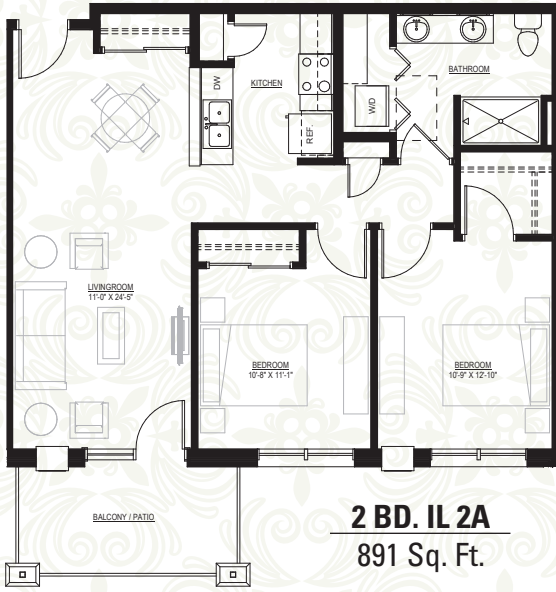 DW
KITCHEN
REF.
W/D
BATHROOM
LIVINGROOM
11'-0" X 24'-5"
BEDROOM
10'-8" X 11'-1"
BEDROOM
10'-9" X 12'-10"
BALCONY / PATIO
2 BD. IL 2A
891 Sq. Ft.